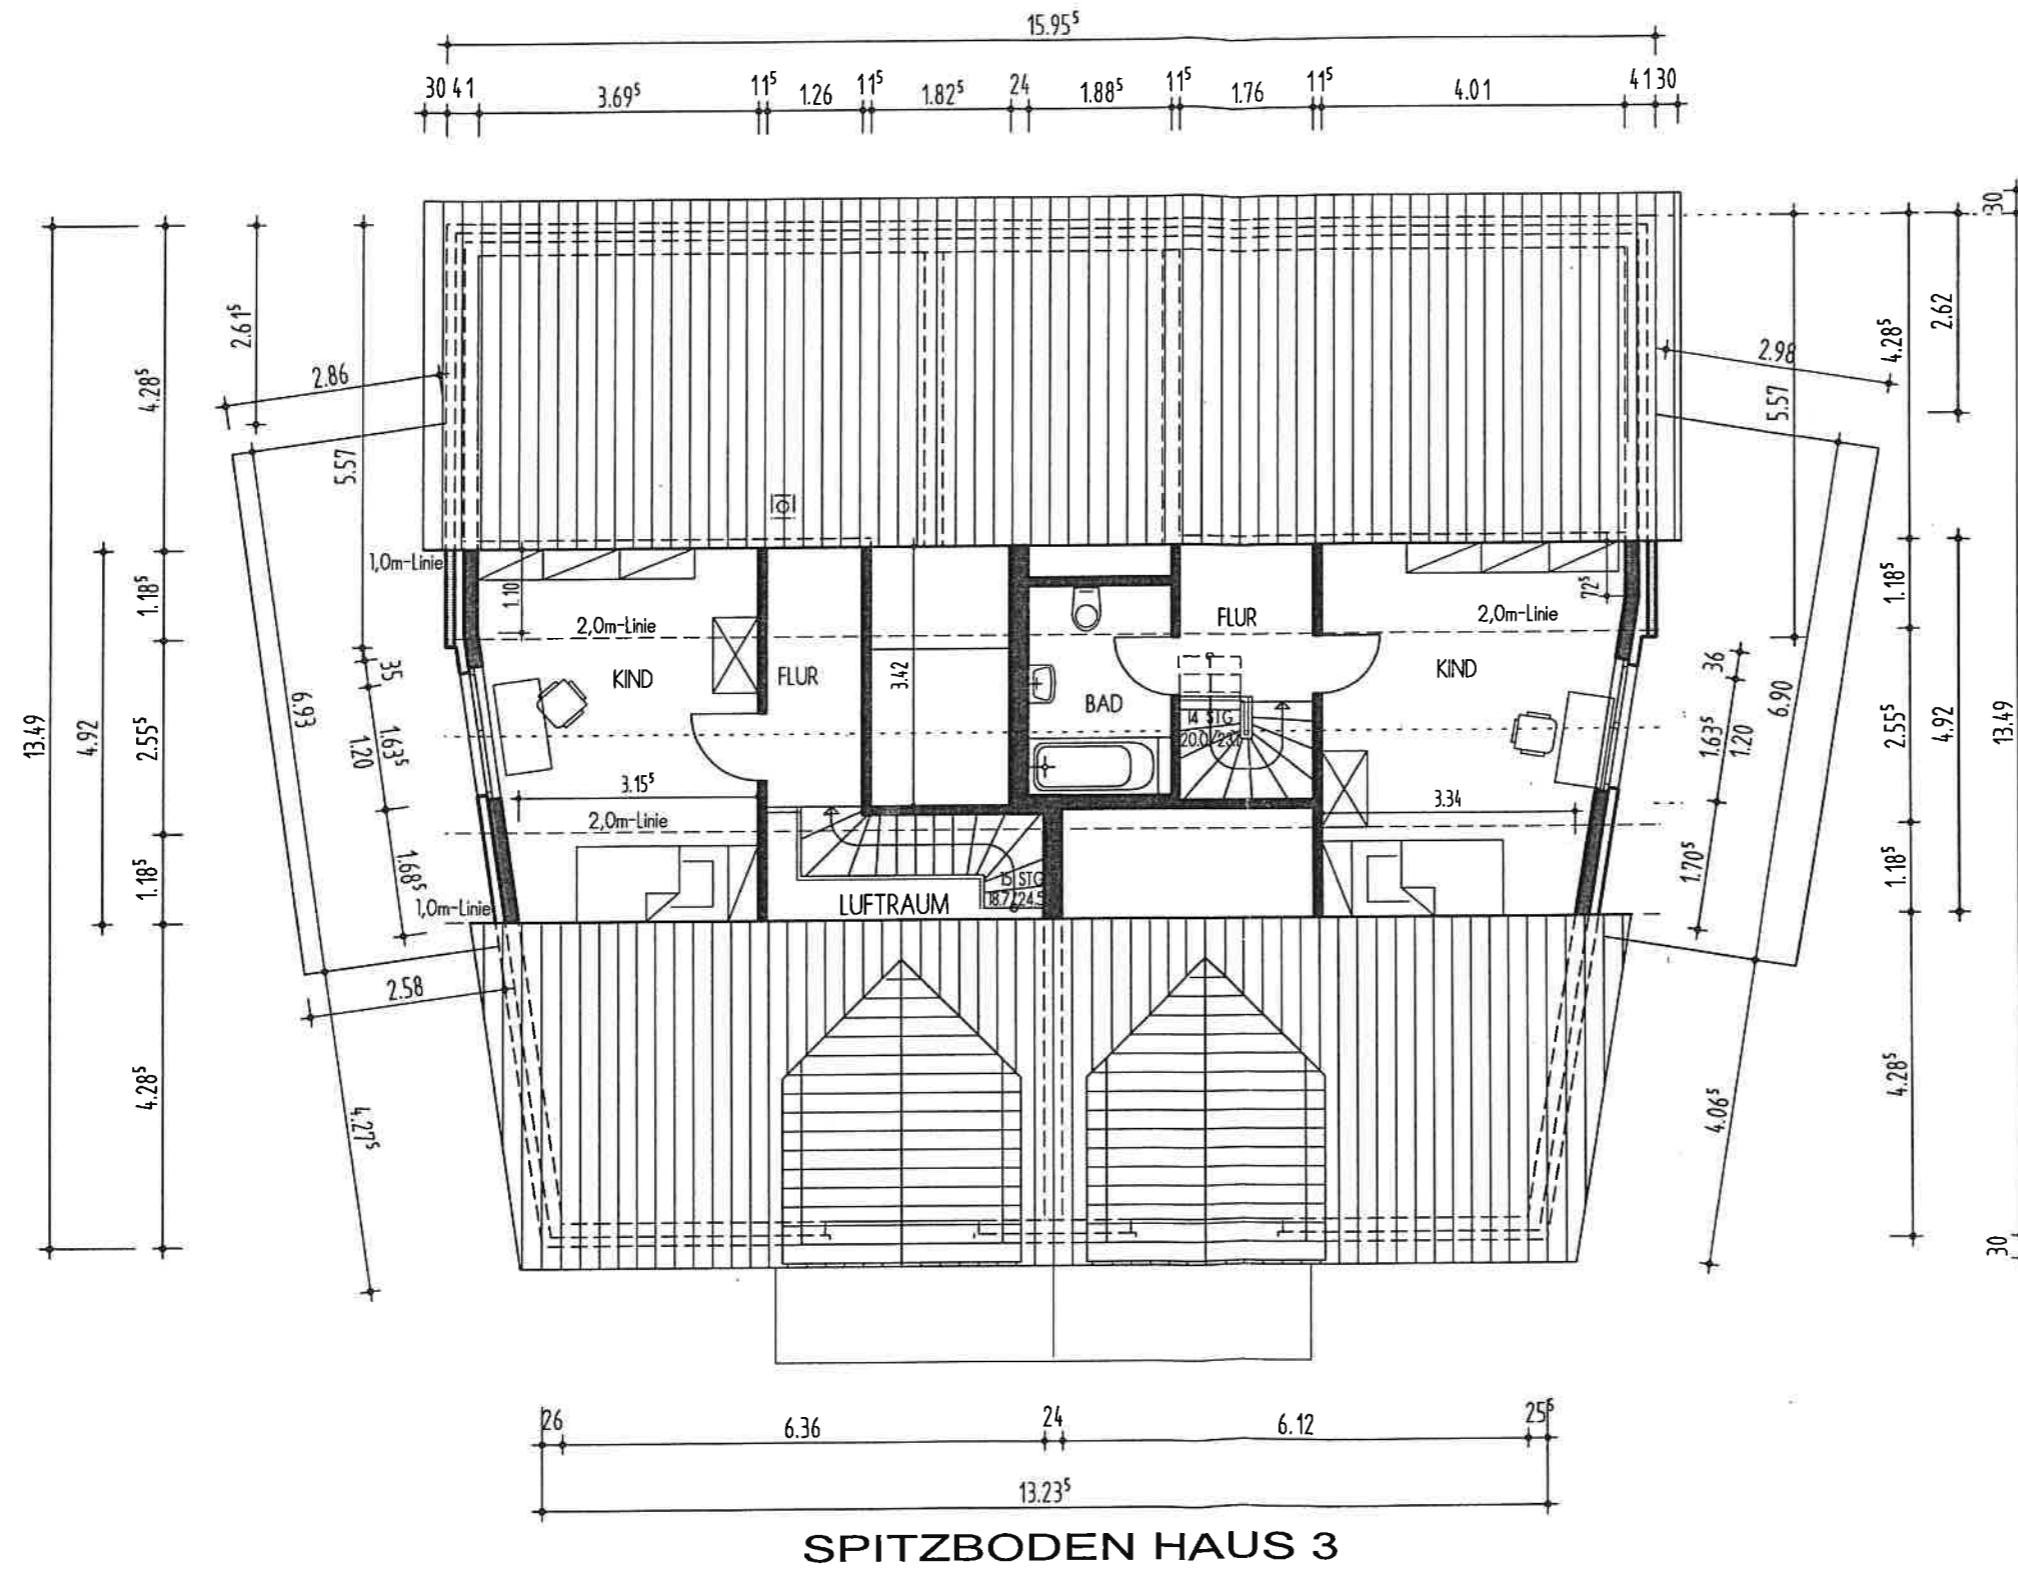 15.95⁵
30 41 3.69⁵ 11⁵ 1.26 11⁵ 1.82⁵ 24 1.88⁵ 11⁵ 1.76 11⁵ 4.01 41 30
30
2.61⁵
4.28⁵
2.86
5.57
2.62
4.28⁵
2.98
5.57
1,0m-Linie
1.18⁵
1.10
2,0m-Linie
FLUR
2,0m-Linie
72⁵
1.18⁵
KIND
FLUR
3.42
BAD
KIND
35
36
6.93
6.90
13.49
4.92
2.55⁵
1.63⁵
1.20
14 STG
1.63⁵
1.20
2.55⁵
4.92
13.49
3.15⁵
3.34
2,0m-Linie
1.68⁵
1.70⁵
1.18⁵
1.18⁵
1,0m-Linie
LUFTRAUM
15 STG
18.7/24.5
2.58
4.28⁵
4.28⁵
4.27⁵
4.06⁵
30
26 6.36 24 6.12 25⁵
13.23⁵
SPITZBODEN HAUS 3